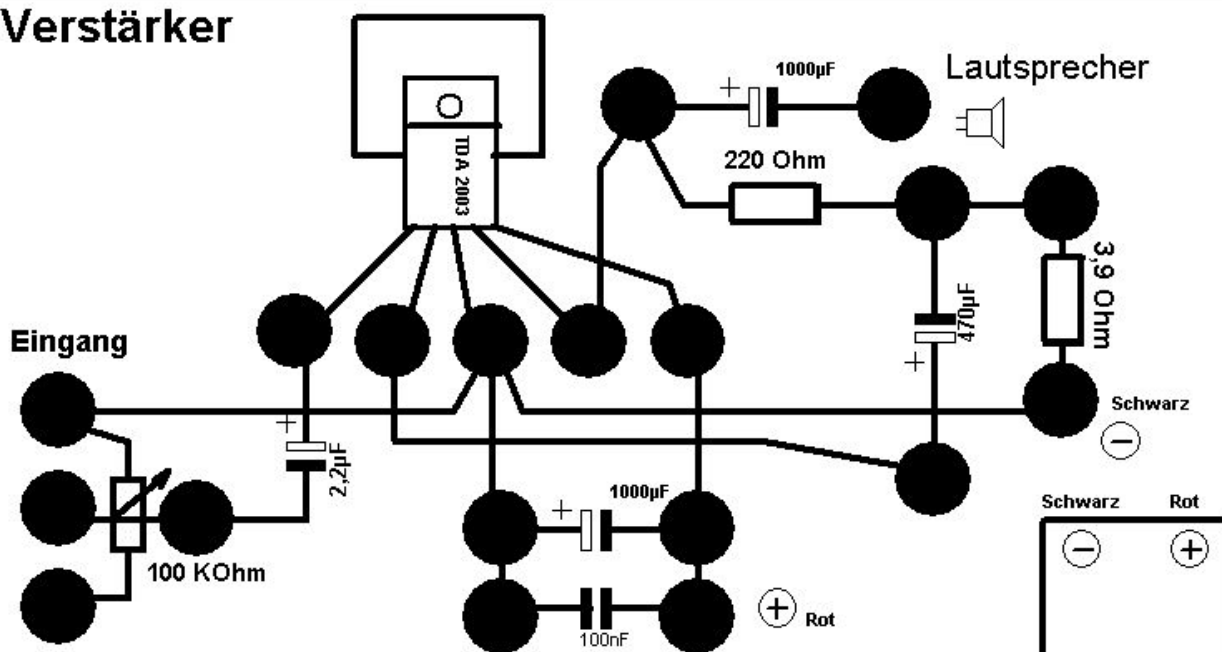 Verstärker
TDA 2003
1000µF
Lautsprecher
220 Ohm
3,9 Ohm
470µF
+
+
Eingang
+
2,2µF
100 KOhm
1000µF
+
100nF
+ Rot
Schwarz
−
Schwarz Rot
− +